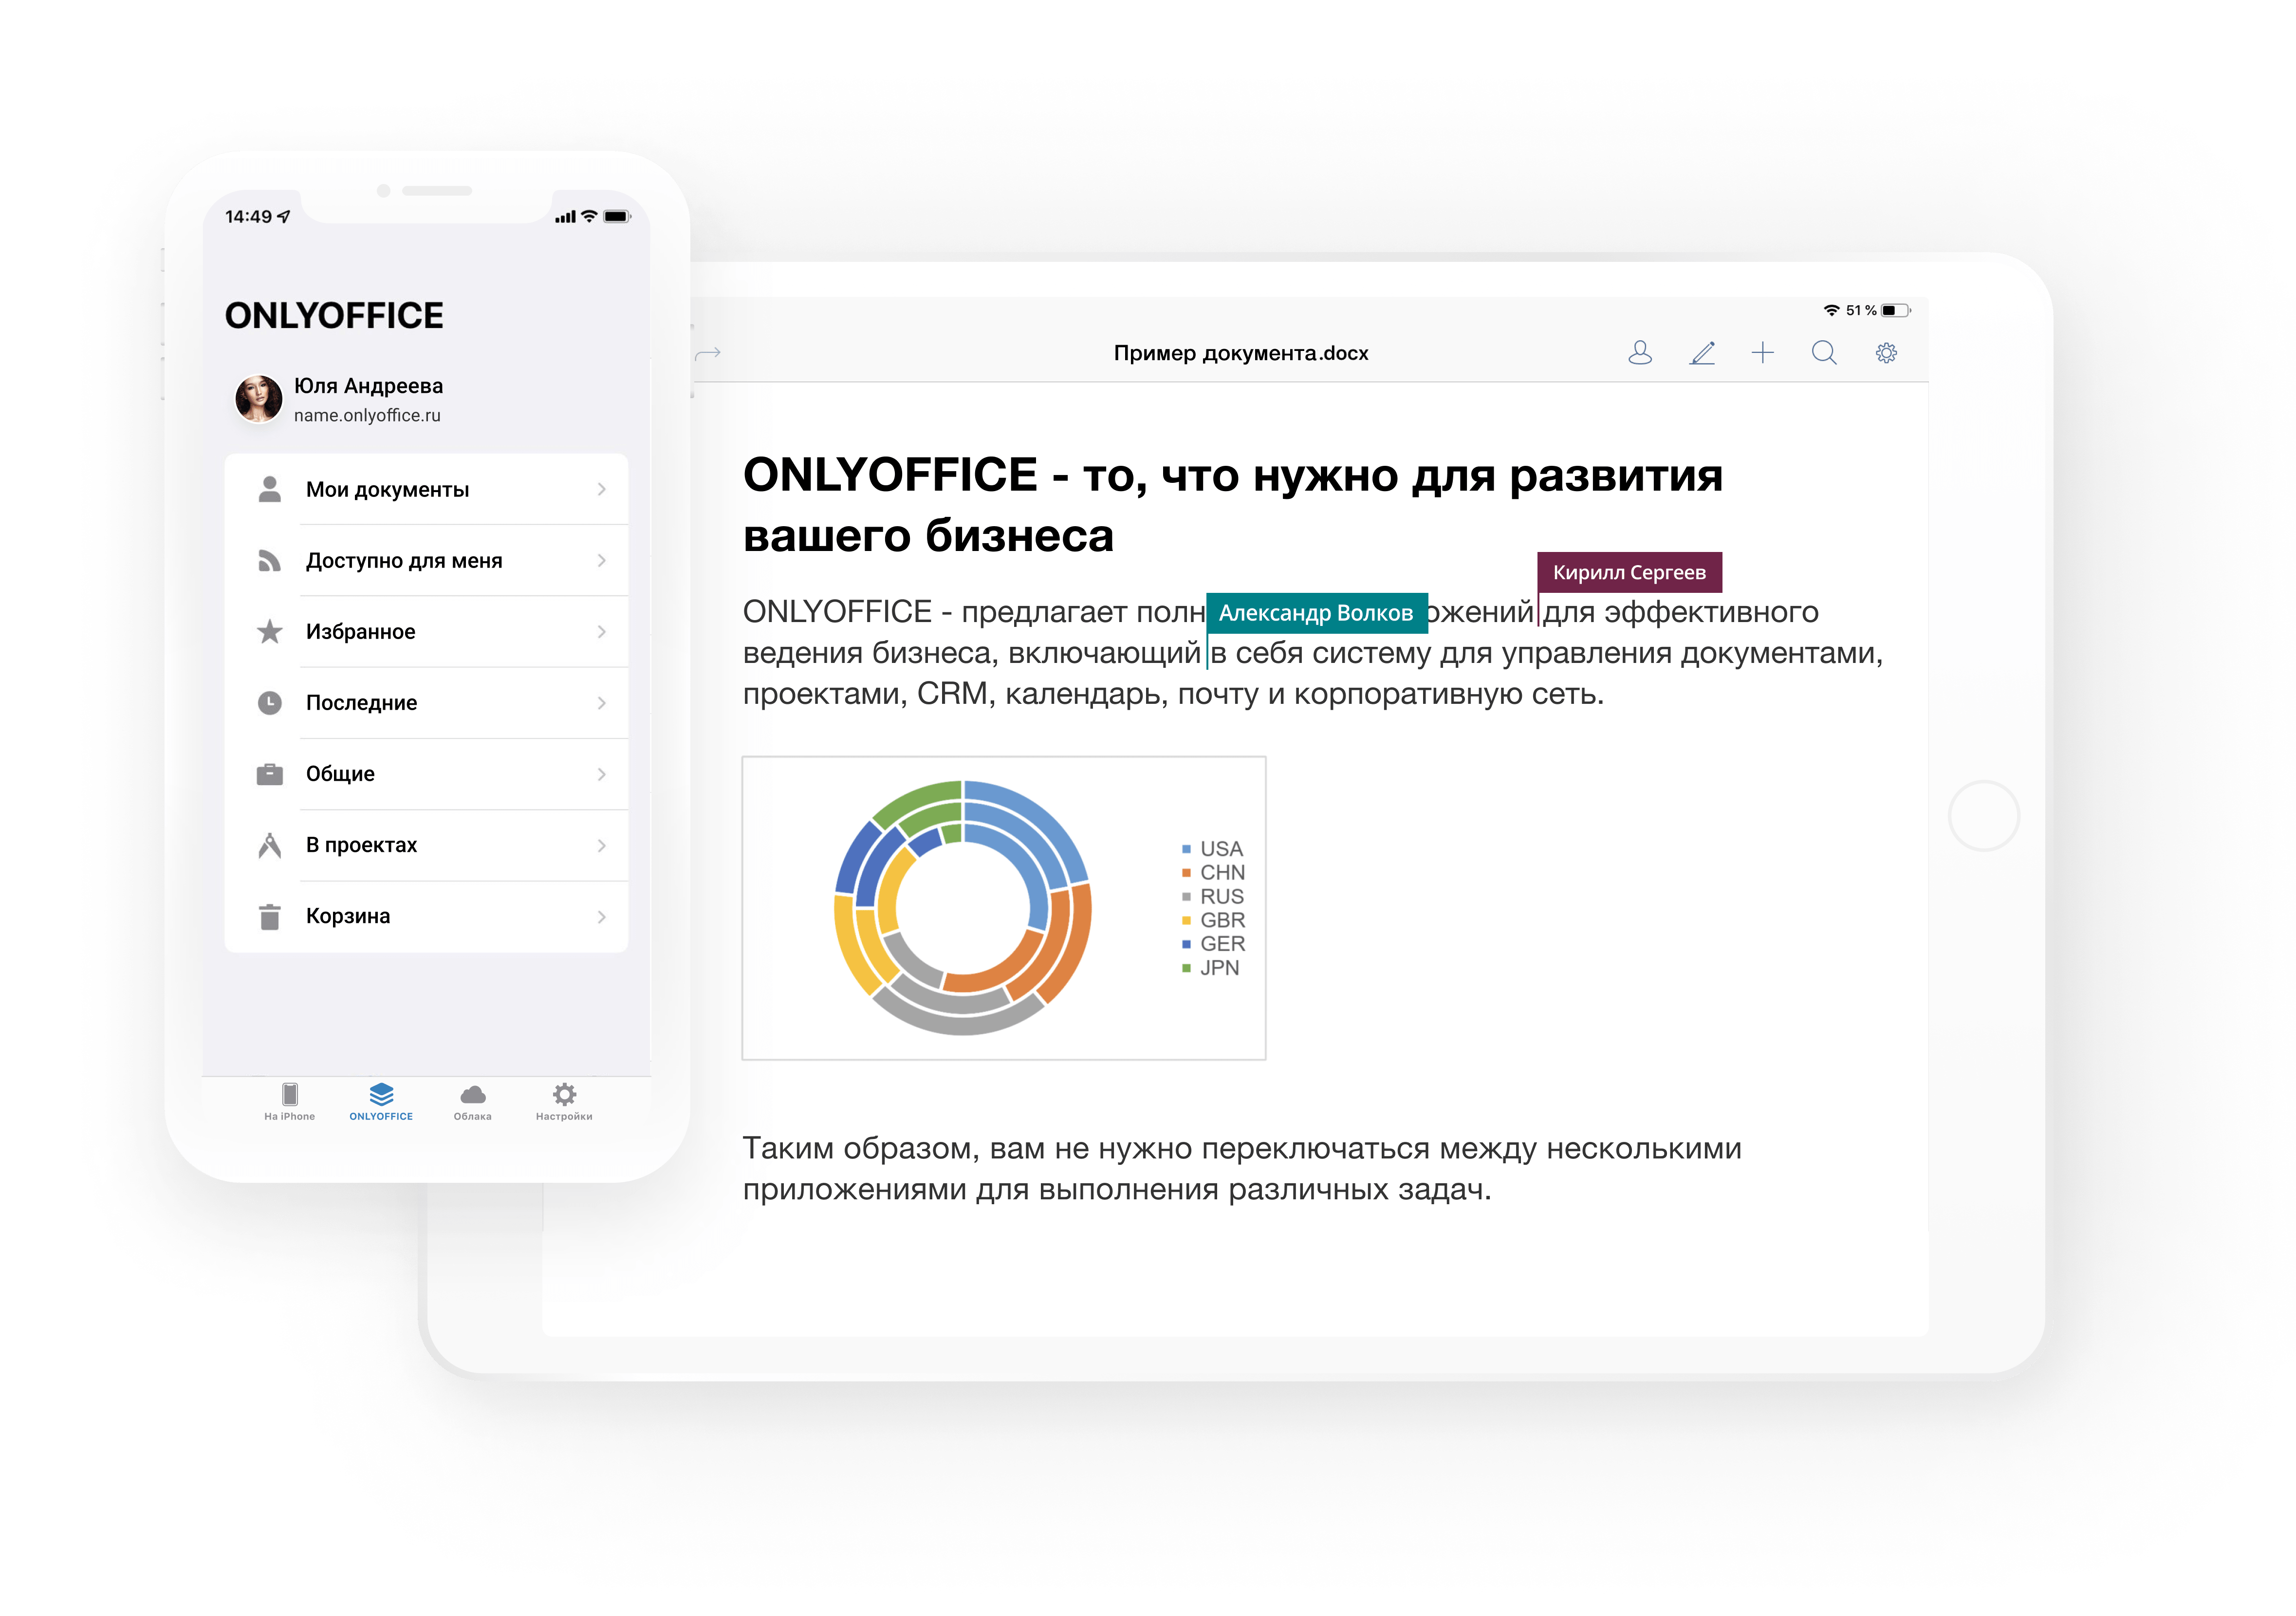 14:49
ONLYOFFICE
Юля Андреева
name.onlyoffice.ru
Мои документы
Доступно для меня
Избранное
Последние
Общие
В проектах
Корзина
На iPhone
ONLYOFFICE
Облака
Настройки
51 %
Пример документа.docx
ONLYOFFICE - то, что нужно для развития
вашего бизнеса
Кирилл Сергеев
Александр Волков
ONLYOFFICE - предлагает полн ожений для эффективного
ведения бизнеса, включающий в себя систему для управления документами,
проектами, CRM, календарь, почту и корпоративную сеть.
USA
CHN
RUS
GBR
GER
JPN
Таким образом, вам не нужно переключаться между несколькими
приложениями для выполнения различных задач.